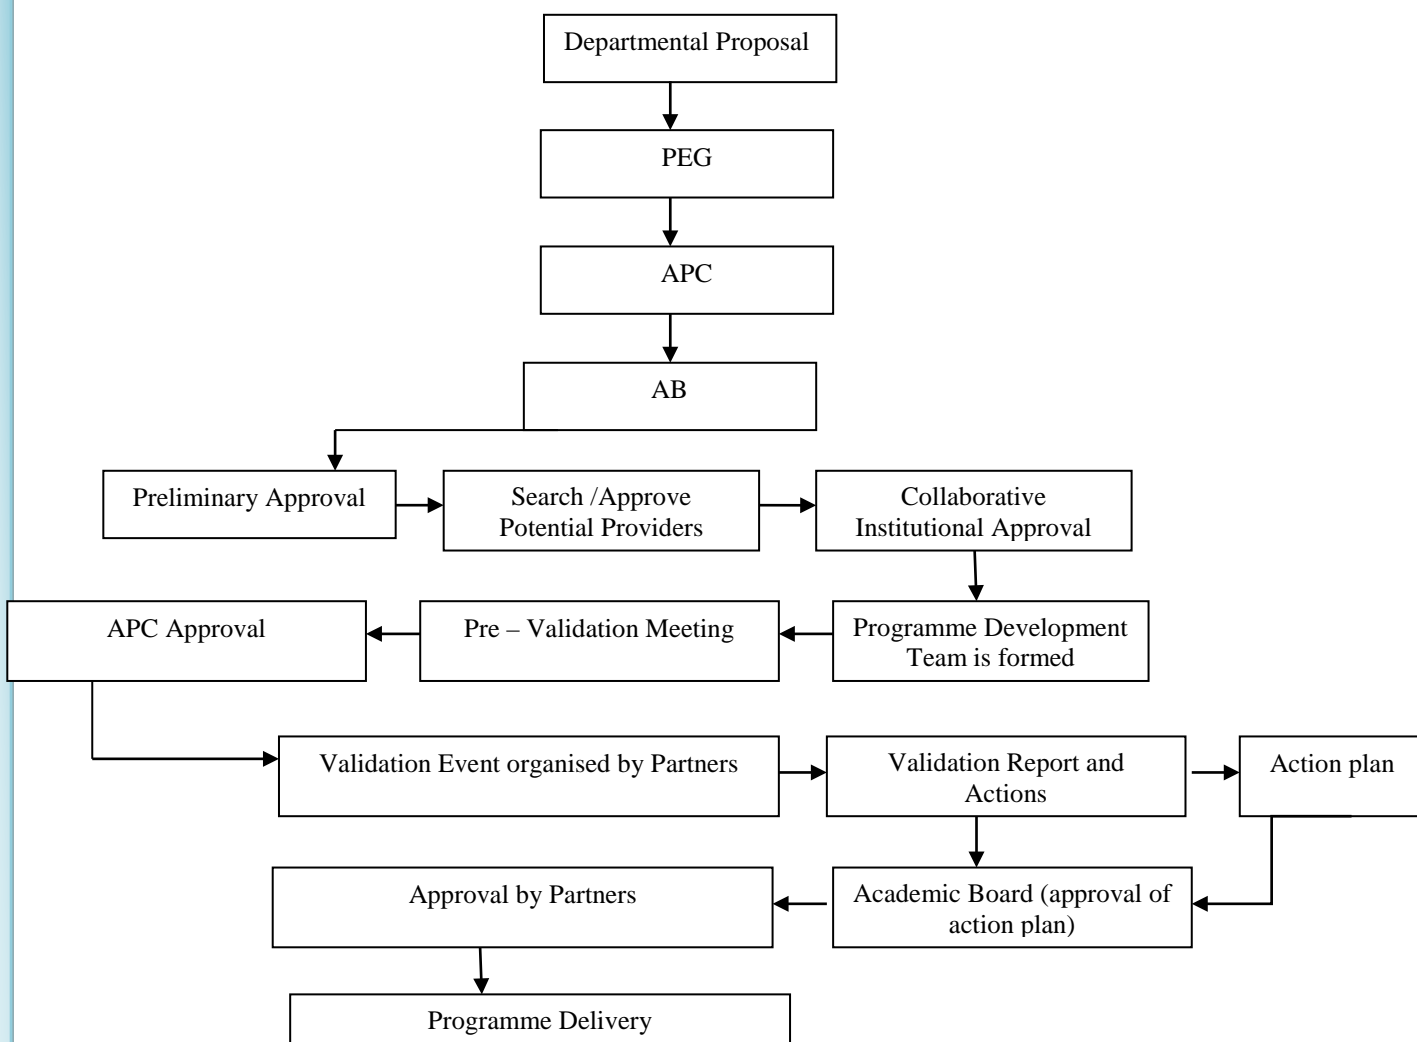 Departmental Proposal
PEG
APC
AB
Preliminary Approval
Search /Approve
Potential Providers
Collaborative
Institutional Approval
APC Approval
Pre – Validation Meeting
Programme Development
Team is formed
Validation Event organised by Partners
Validation Report and
Actions
Action plan
Approval by Partners
Academic Board (approval of
action plan)
Programme Delivery